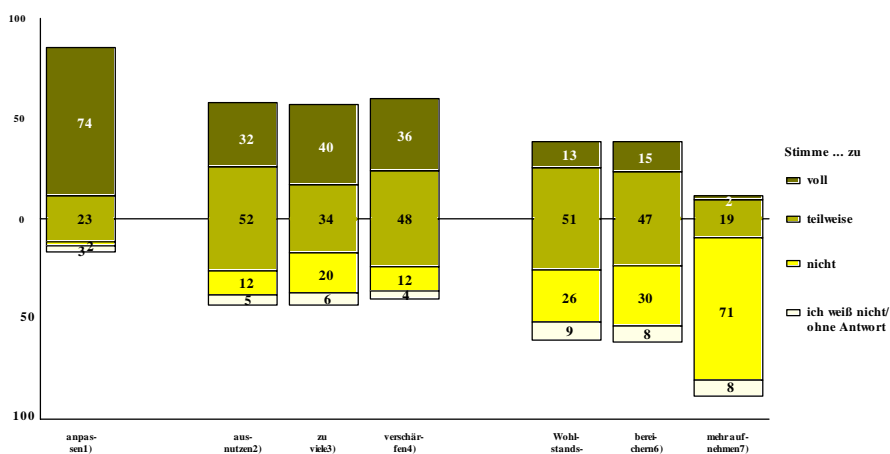 100
50
0
50
100
74
23
2
3
32
52
12
5
40
34
20
6
36
48
12
4
13
51
26
9
15
47
30
8
2
19
71
8
Stimme ... zu
voll
teilweise
nicht
ich weiß nicht/
ohne Antwort
anpas-
sen1)
aus-
nutzen2)
zu
viele3)
verschär-
fen4)
Wohl-
stands-
berei-
chern6)
mehr auf-
nehmen7)